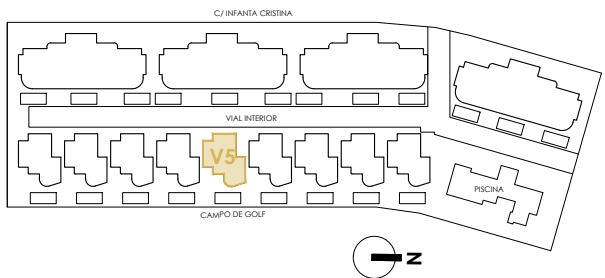 C/ INFANTA CRISTINA
VIAL INTERIOR
V5
PISCINA
CAMPO DE GOLF
N